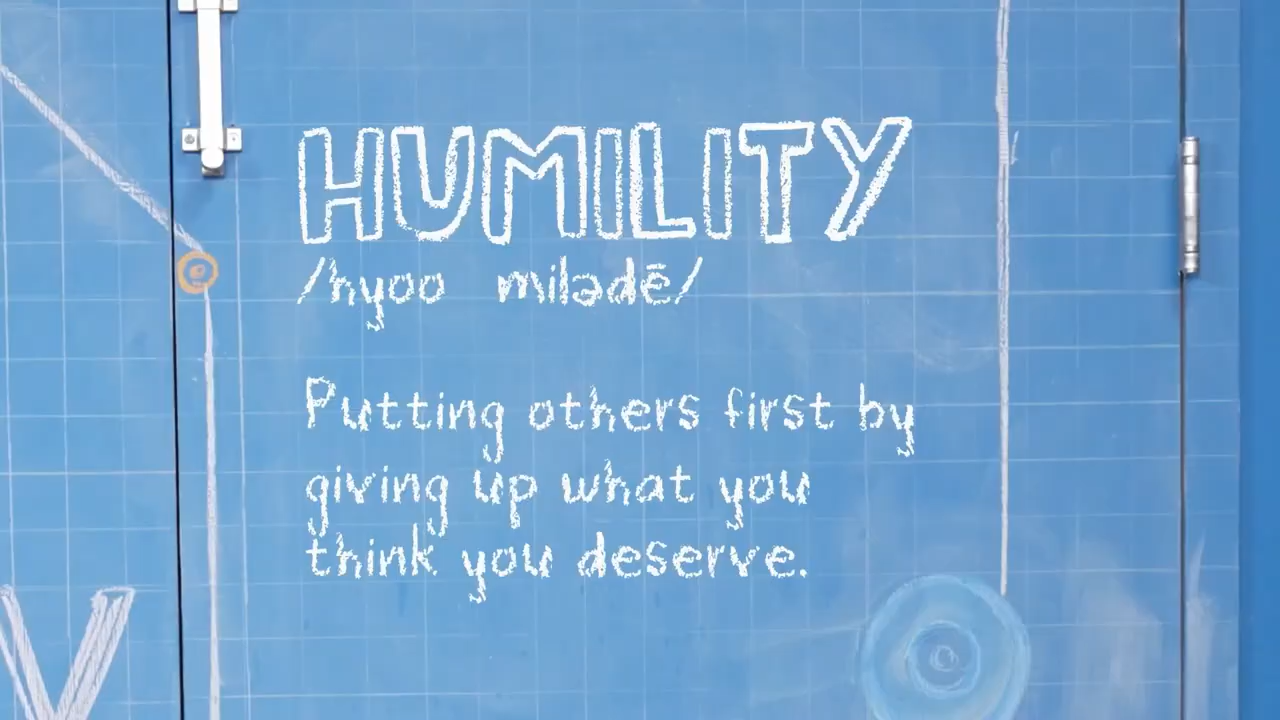 HUMILITY
/hyoo milədē/
Putting others first by
giving up what you
think you deserve.
V